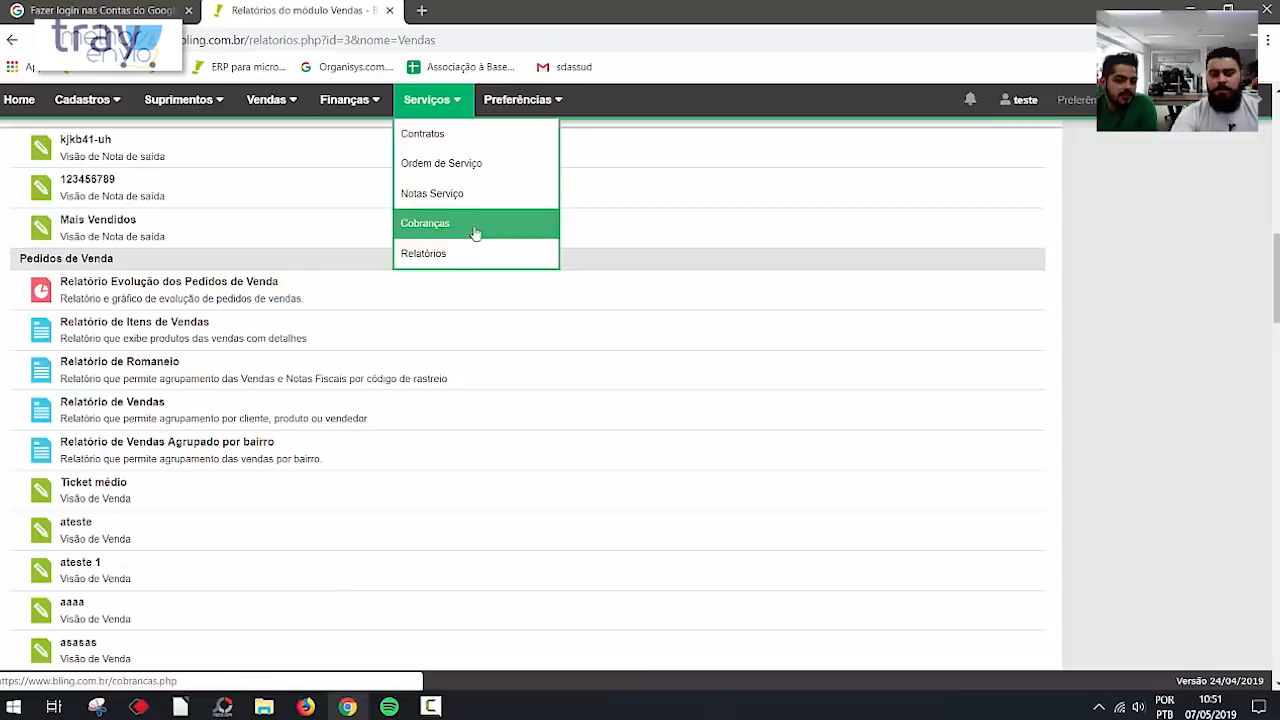 Fazer login nas Contas do Googl
Relatórios do módulo Vendas - B
tray
melhor
envio
bling.com.br/relatorios.php?id=3&nome=Vendas
ERP para micro...
Organisys.com...
Associação à Base...
sdassud
Home
Cadastros
Suprimentos
Vendas
Finanças
Serviços
Preferências
teste
Preferên
Contratos
Ordem de Serviço
Notas Serviço
Cobranças
Relatórios
kjkb41-uh
Visão de Nota de saída
123456789
Visão de Nota de saída
Mais Vendidos
Visão de Nota de saída
Pedidos de Venda
Relatório Evolução dos Pedidos de Venda
Relatório e gráfico de evolução de pedidos de vendas.
Relatório de Itens de Vendas
Relatório que exibe produtos das vendas com detalhes
Relatório de Romaneio
Relatório que permite agrupamento das Vendas e Notas Fiscais por código de rastreio
Relatório de Vendas
Relatório que permite agrupamento por cliente, produto ou vendedor.
Relatório de Vendas Agrupado por bairro
Relatório que permite agrupamento das vendas por bairro.
Ticket médio
Visão de Venda
ateste
Visão de Venda
ateste 1
Visão de Venda
aaaa
Visão de Venda
asasas
Visão de Venda
ttps://www.bling.com.br/cobrancas.php
Versão 24/04/2019
POR
PTB
10:51
07/05/2019